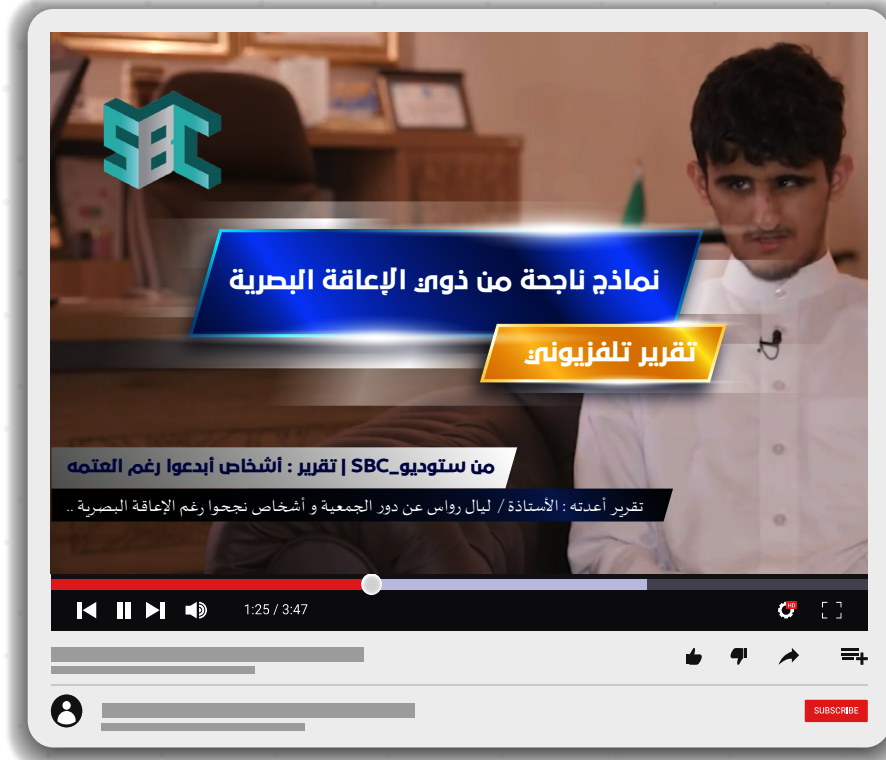 SBC
نماذج ناجحة من ذوي الإعاقة البصرية
تقرير تلفزيوني
من ستوديو_SBC | تقرير : أشخاص أبدعوا رغم العتمه
تقرير أعدته : الأستاذة / ليال رواس عن دور الجمعية و أشخاص نجحوا رغم الإعاقة البصرية ..
1:25 / 3:47
HD
SUBSCRIBE